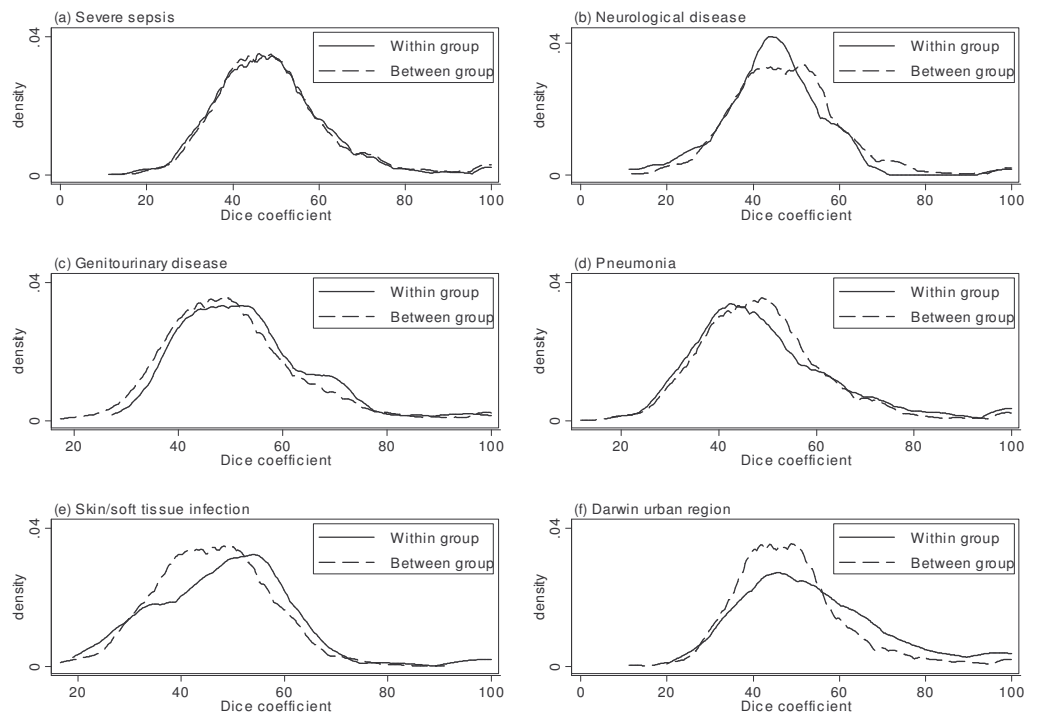 (a) Severe sepsis
.04
Within group
Between group
density
0
0 20 40 60 80 100
Dice coefficient
(b) Neurological disease
.04
Within group
Between group
density
0
0 20 40 60 80 100
Dice coefficient
(c) Genitourinary disease
.04
Within group
Between group
density
0
20 40 60 80 100
Dice coefficient
(d) Pneumonia
.04
Within group
Between group
density
0
20 40 60 80 100
Dice coefficient
(e) Skin/soft tissue infection
.04
Within group
Between group
density
0
20 40 60 80 100
Dice coefficient
(f) Darwin urban region
.04
Within group
Between group
density
0
0 20 40 60 80 100
Dice coefficient